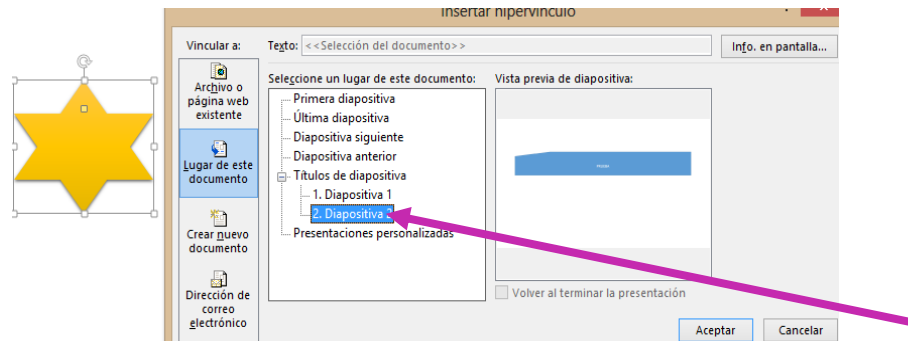 Insertar hipervínculo
Vincular a:
Texto: <<Selección del documento>>
Info. en pantalla...
Archivo o
página web
existente
Lugar de este
documento
Crear nuevo
documento
Dirección de
correo
electrónico
Seleccione un lugar de este documento:
Primera diapositiva
Última diapositiva
Diapositiva siguiente
Diapositiva anterior
Títulos de diapositiva
1. Diapositiva 1
2. Diapositiva 2
Presentaciones personalizadas
Vista previa de diapositiva:
Volver al terminar la presentación
Aceptar
Cancelar